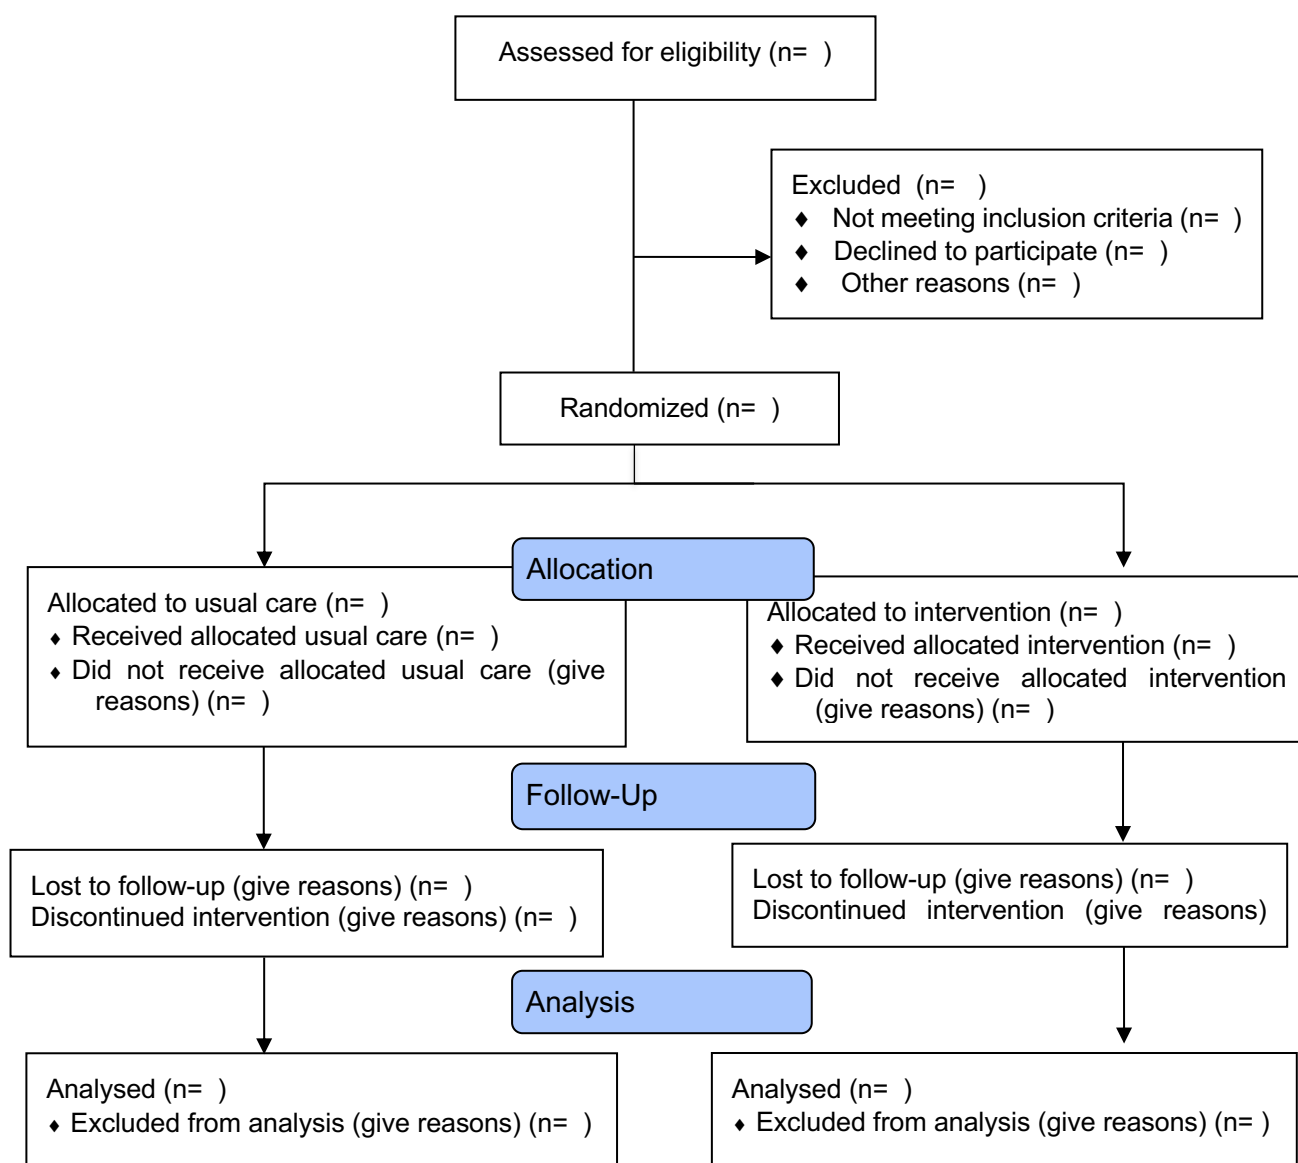 Assessed for eligibility (n=  )
Excluded  (n=   )
♦ Not meeting inclusion criteria (n=  )
♦ Declined to participate (n=  )
♦ Other reasons (n=  )
Randomized (n=  )
Allocation
Allocated to usual care (n=  )
♦ Received allocated usual care (n=  )
♦ Did not receive allocated usual care (give
reasons) (n=  )
Allocated to intervention (n=  )
♦ Received allocated intervention (n=  )
♦ Did not receive allocated intervention
(give reasons) (n=  )
Follow-Up
Lost to follow-up (give reasons) (n=  )
Discontinued intervention (give reasons) (n=  )
Lost to follow-up (give reasons) (n=  )
Discontinued intervention (give reasons)
Analysis
Analysed (n=  )
♦ Excluded from analysis (give reasons) (n=  )
Analysed (n=  )
♦ Excluded from analysis (give reasons) (n= )